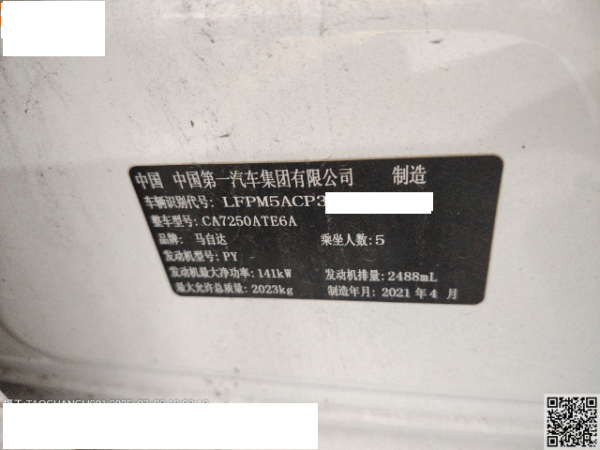 中国 中国第一汽车集团有限公司 制造
车辆识别代号: LFPM5ACP3
整车型号: CA7250ATE6A
品牌: 马自达 乘坐人数: 5
发动机型号: PY
发动机最大净功率: 141kW 发动机排量: 2488mL
最大允许总质量: 2023kg 制造年月: 2021 年 4 月